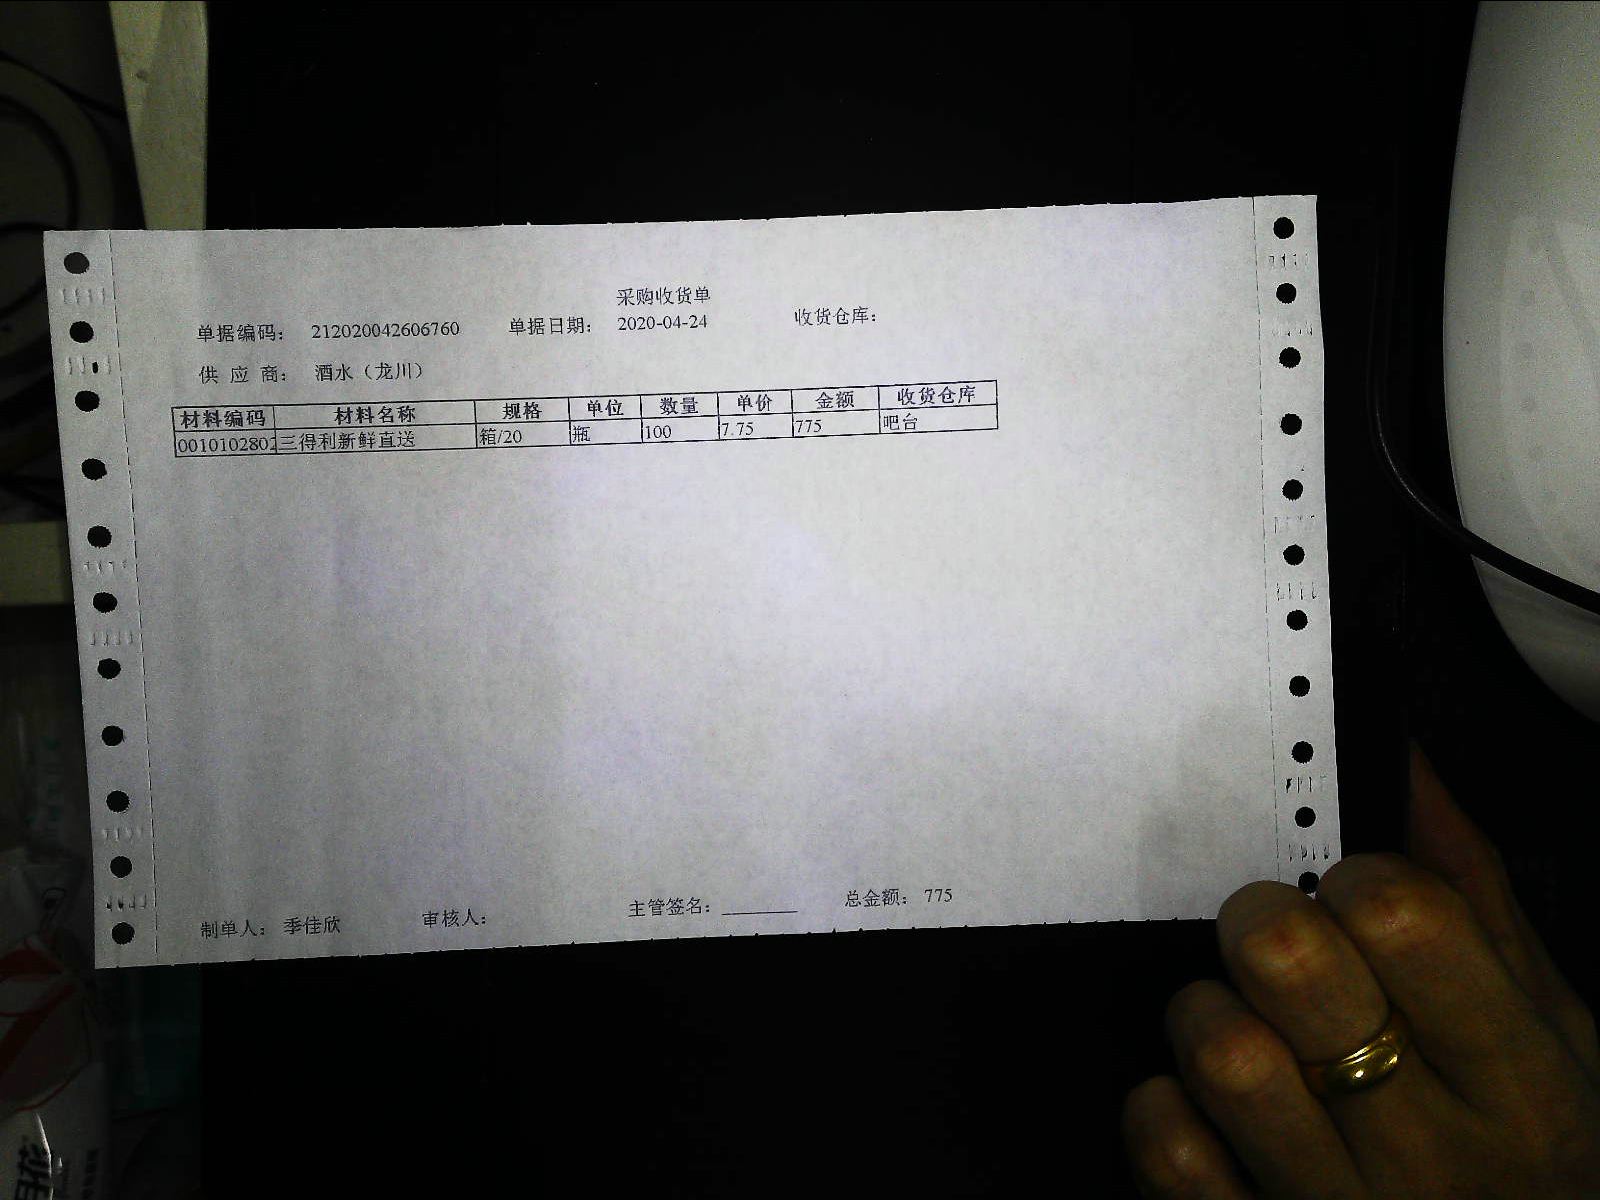 采购收货单
单据编码： 212020042606760 单据日期： 2020-04-24 收货仓库：
供 应 商： 酒水（龙川）
材料编码 材料名称 规格 单位 数量 单价 金额 收货仓库
0010102802 三得利新鲜直送 箱/20 瓶 100 7.75 775 吧台
制单人： 季佳欣 审核人： 主管签名：________ 总金额： 775